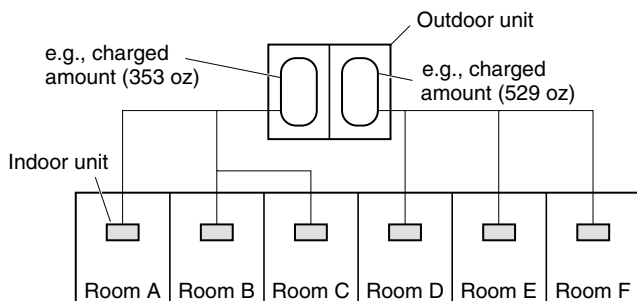 Outdoor unit
e.g., charged
amount (353 oz)
e.g., charged
amount (529 oz)
Indoor unit
Room A
Room B
Room C
Room D
Room E
Room F